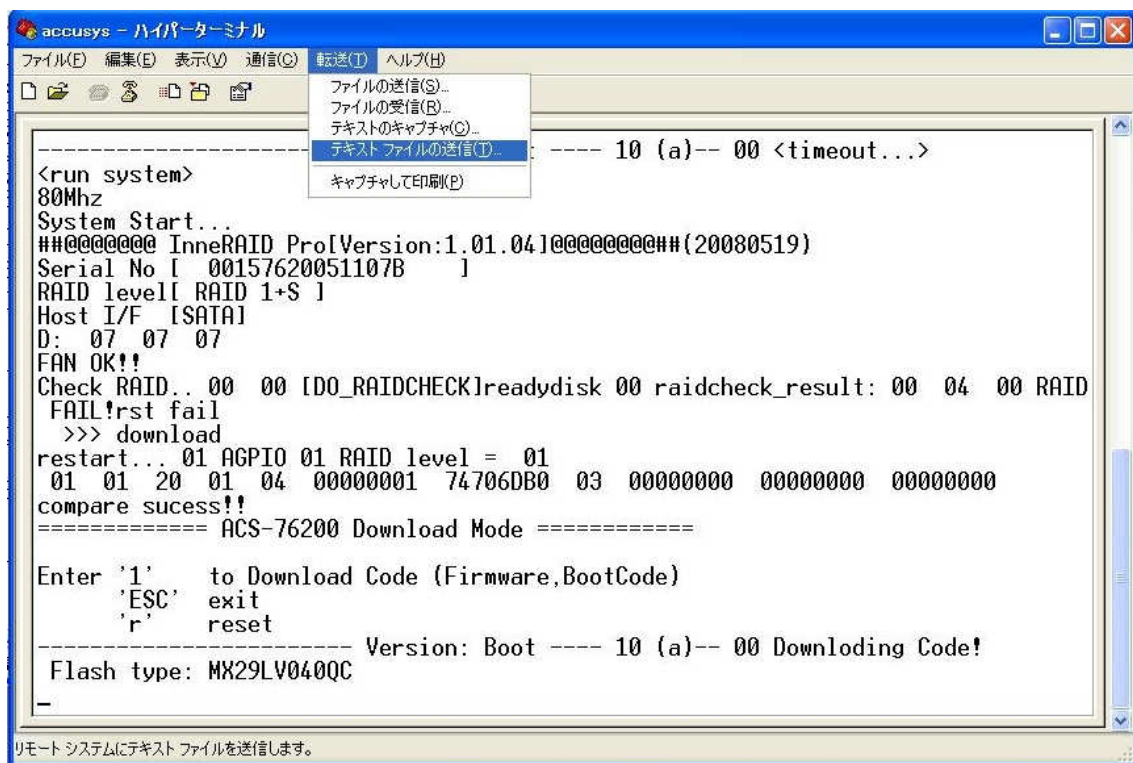 accusys - ハイパーターミナル
ファイル(F) 編集(E) 表示(V) 通信(C) 転送(T) ヘルプ(H)
ファイルの送信(S)...
ファイルの受信(R)...
テキストのキャプチャ(C)...
テキスト ファイルの送信(T)...
キャプチャして印刷(P)
------------------------ : ---- 10 (a)-- 00 <timeout...>
<run system>
80Mhz
System Start...
##@@@@@@@ InneRAID Pro[Version:1.01.04]@@@@@@@@##(20080519)
Serial No [  00157620051107B     ]
RAID level[ RAID 1+S ]
Host I/F  [SATA]
D:  07  07  07
FAN OK!!
Check RAID.. 00  00 [DO_RAIDCHECK]readydisk 00 raidcheck_result: 00  04  00 RAID
 FAIL!rst fail
  >>> download
restart... 01 AGPIO 01 RAID level =  01
 01  01  20  01  04  00000001  74706DB0  03  00000000  00000000  00000000
compare sucess!!
============= ACS-76200 Download Mode ============
Enter '1'    to Download Code (Firmware,BootCode)
      'ESC'  exit
      'r'    reset
------------------------ Version: Boot ---- 10 (a)-- 00 Downloding Code!
 Flash type: MX29LV040QC
_
リモート システムにテキスト ファイルを送信します。